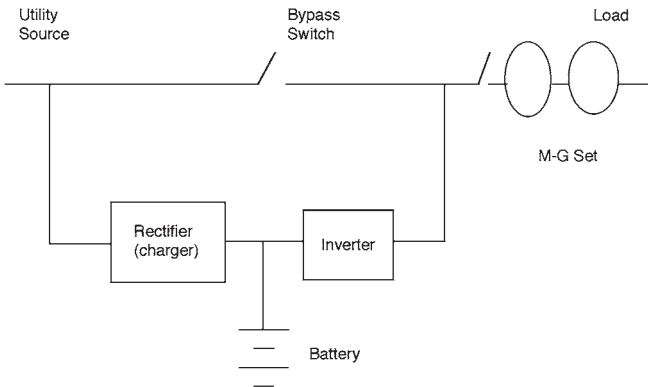 Utility
Source
Bypass
Switch
Load
M-G Set
Rectifier
(charger)
Inverter
Battery